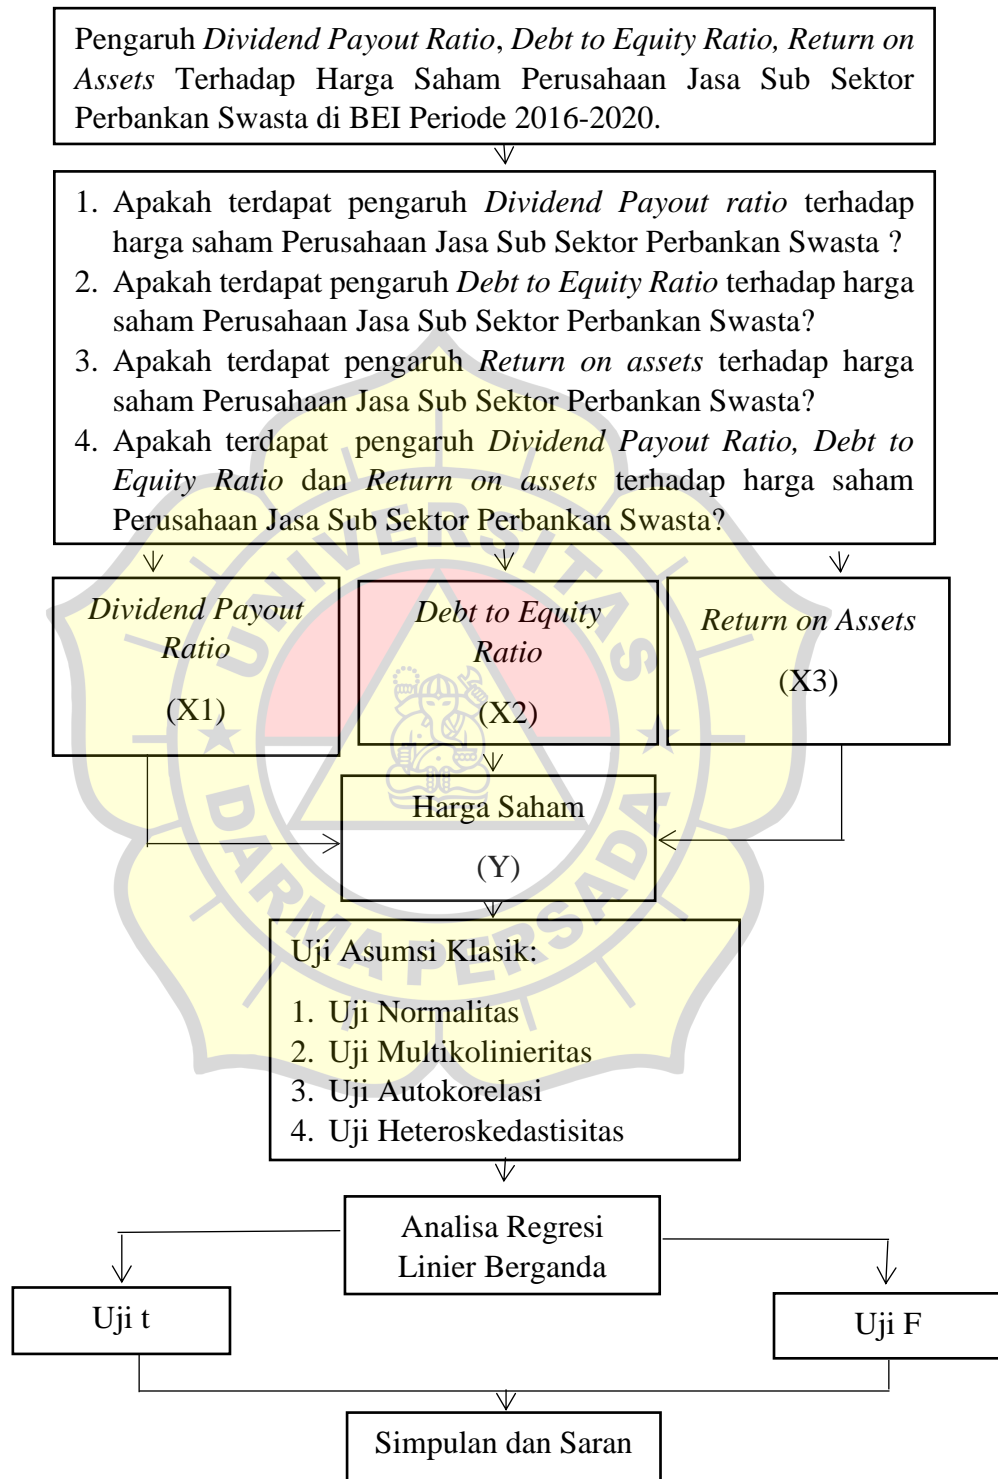 Pengaruh Dividend Payout Ratio, Debt to Equity Ratio, Return on
Assets Terhadap Harga Saham Perusahaan Jasa Sub Sektor
Perbankan Swasta di BEI Periode 2016-2020.
1. Apakah terdapat pengaruh Dividend Payout ratio terhadap
harga saham Perusahaan Jasa Sub Sektor Perbankan Swasta ?
2. Apakah terdapat pengaruh Debt to Equity Ratio terhadap harga
saham Perusahaan Jasa Sub Sektor Perbankan Swasta?
3. Apakah terdapat pengaruh Return on assets terhadap harga
saham Perusahaan Jasa Sub Sektor Perbankan Swasta?
4. Apakah terdapat pengaruh Dividend Payout Ratio, Debt to
Equity Ratio dan Return on assets terhadap harga saham
Perusahaan Jasa Sub Sektor Perbankan Swasta?
UNIVERSITAS
Dividend Payout
Ratio
(X1)
Debt to Equity
Ratio
(X2)
Return on Assets
(X3)
Harga Saham
(Y)
DARMA PERSADA
Uji Asumsi Klasik:
1. Uji Normalitas
2. Uji Multikolinieritas
3. Uji Autokorelasi
4. Uji Heteroskedastisitas
Analisa Regresi
Linier Berganda
Uji t
Uji F
Simpulan dan Saran